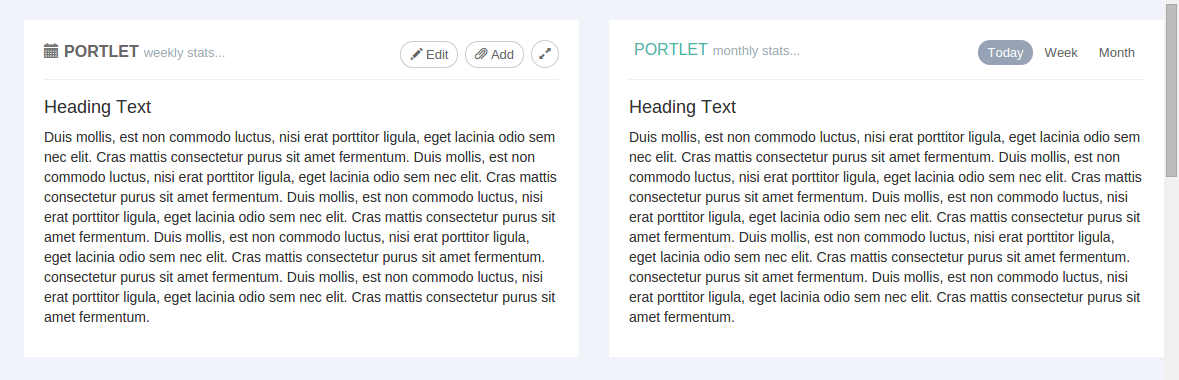 PORTLET weekly stats...
Edit
Add
Heading Text
Duis mollis, est non commodo luctus, nisi erat porttitor ligula, eget lacinia odio sem
nec elit. Cras mattis consectetur purus sit amet fermentum. Duis mollis, est non
commodo luctus, nisi erat porttitor ligula, eget lacinia odio sem nec elit. Cras mattis
consectetur purus sit amet fermentum. Duis mollis, est non commodo luctus, nisi
erat porttitor ligula, eget lacinia odio sem nec elit. Cras mattis consectetur purus sit
amet fermentum. Duis mollis, est non commodo luctus, nisi erat porttitor ligula,
eget lacinia odio sem nec elit. Cras mattis consectetur purus sit amet fermentum.
consectetur purus sit amet fermentum. Duis mollis, est non commodo luctus, nisi
erat porttitor ligula, eget lacinia odio sem nec elit. Cras mattis consectetur purus sit
amet fermentum.
PORTLET monthly stats...
Today
Week
Month
Heading Text
Duis mollis, est non commodo luctus, nisi erat porttitor ligula, eget lacinia odio sem
nec elit. Cras mattis consectetur purus sit amet fermentum. Duis mollis, est non
commodo luctus, nisi erat porttitor ligula, eget lacinia odio sem nec elit. Cras mattis
consectetur purus sit amet fermentum. Duis mollis, est non commodo luctus, nisi
erat porttitor ligula, eget lacinia odio sem nec elit. Cras mattis consectetur purus sit
amet fermentum. Duis mollis, est non commodo luctus, nisi erat porttitor ligula,
eget lacinia odio sem nec elit. Cras mattis consectetur purus sit amet fermentum.
consectetur purus sit amet fermentum. Duis mollis, est non commodo luctus, nisi
erat porttitor ligula, eget lacinia odio sem nec elit. Cras mattis consectetur purus sit
amet fermentum.